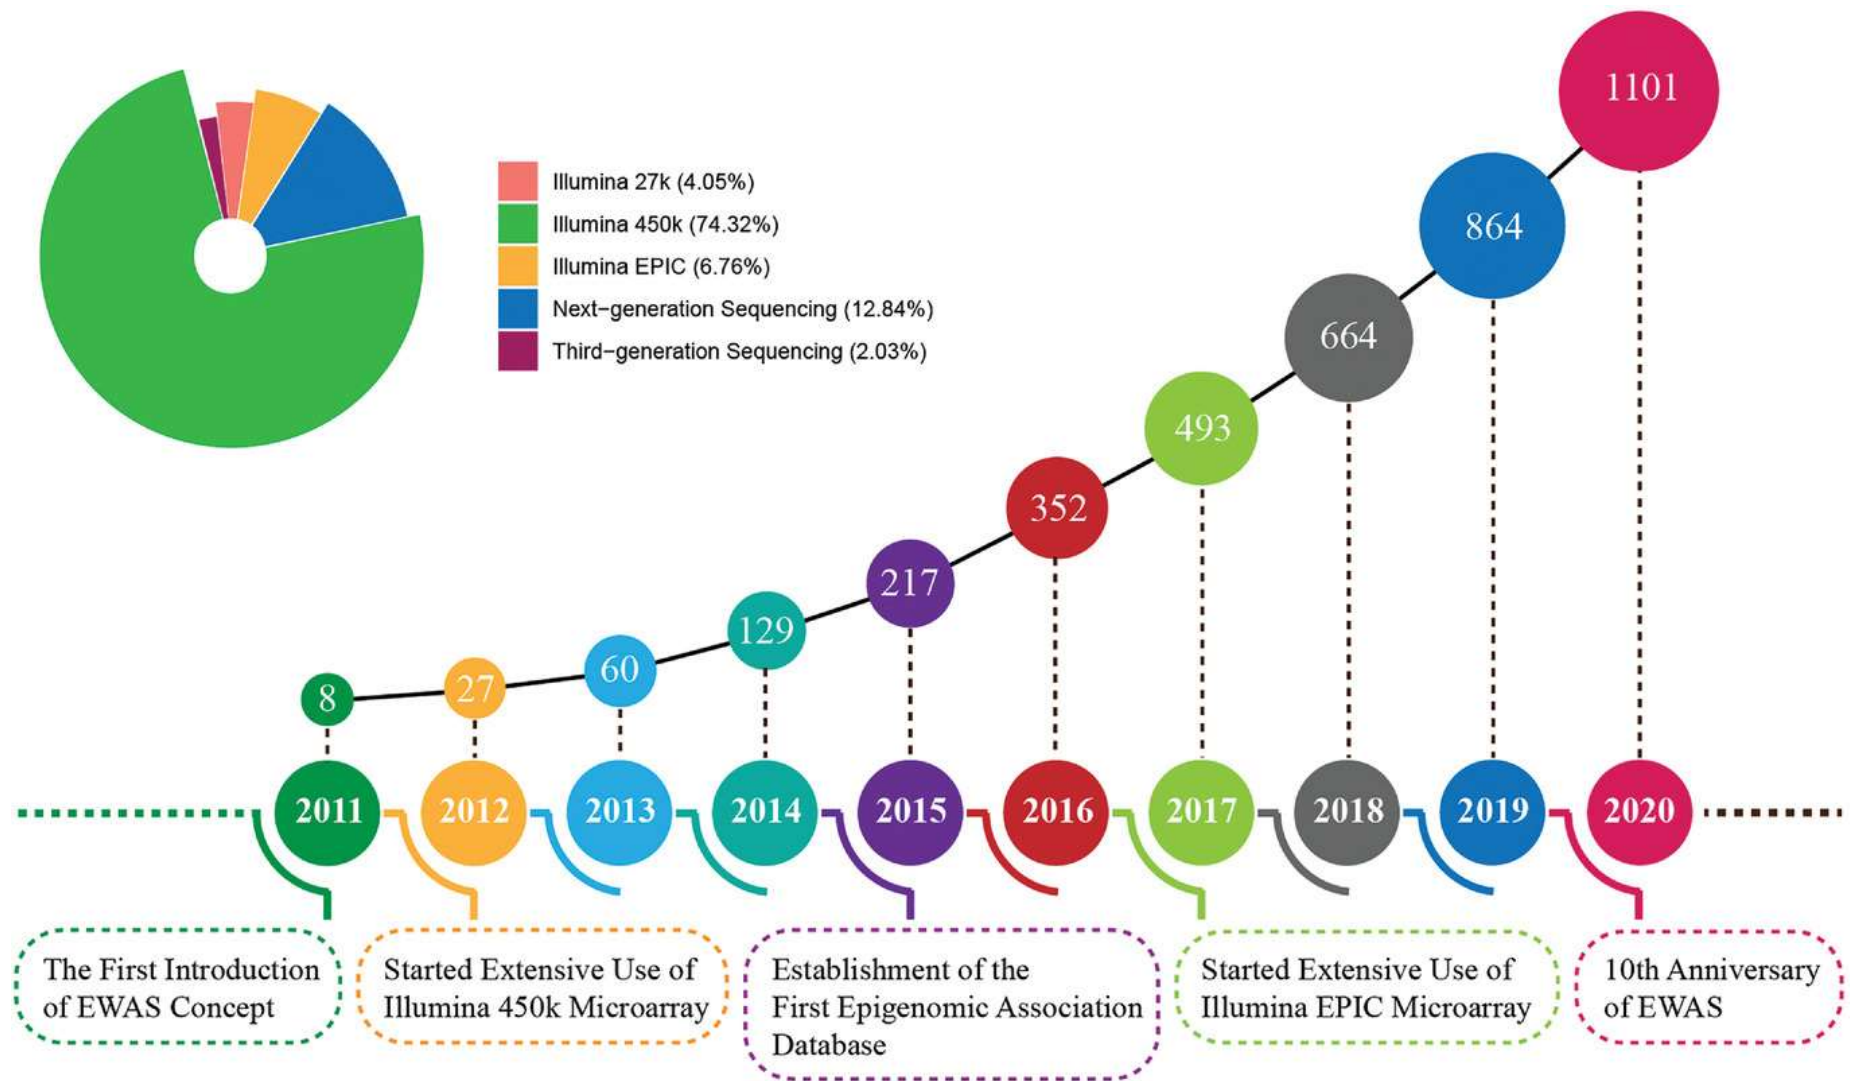 Illumina 27k (4.05%)
Illumina 450k (74.32%)
Illumina EPIC (6.76%)
Next−generation Sequencing (12.84%)
Third−generation Sequencing (2.03%)
1101
864
664
493
352
217
129
60
27
8
2011
2012
2013
2014
2015
2016
2017
2018
2019
2020
The First Introduction
of EWAS Concept
Started Extensive Use of
Illumina 450k Microarray
Establishment of the
First Epigenomic Association
Database
Started Extensive Use of
Illumina EPIC Microarray
10th Anniversary
of EWAS